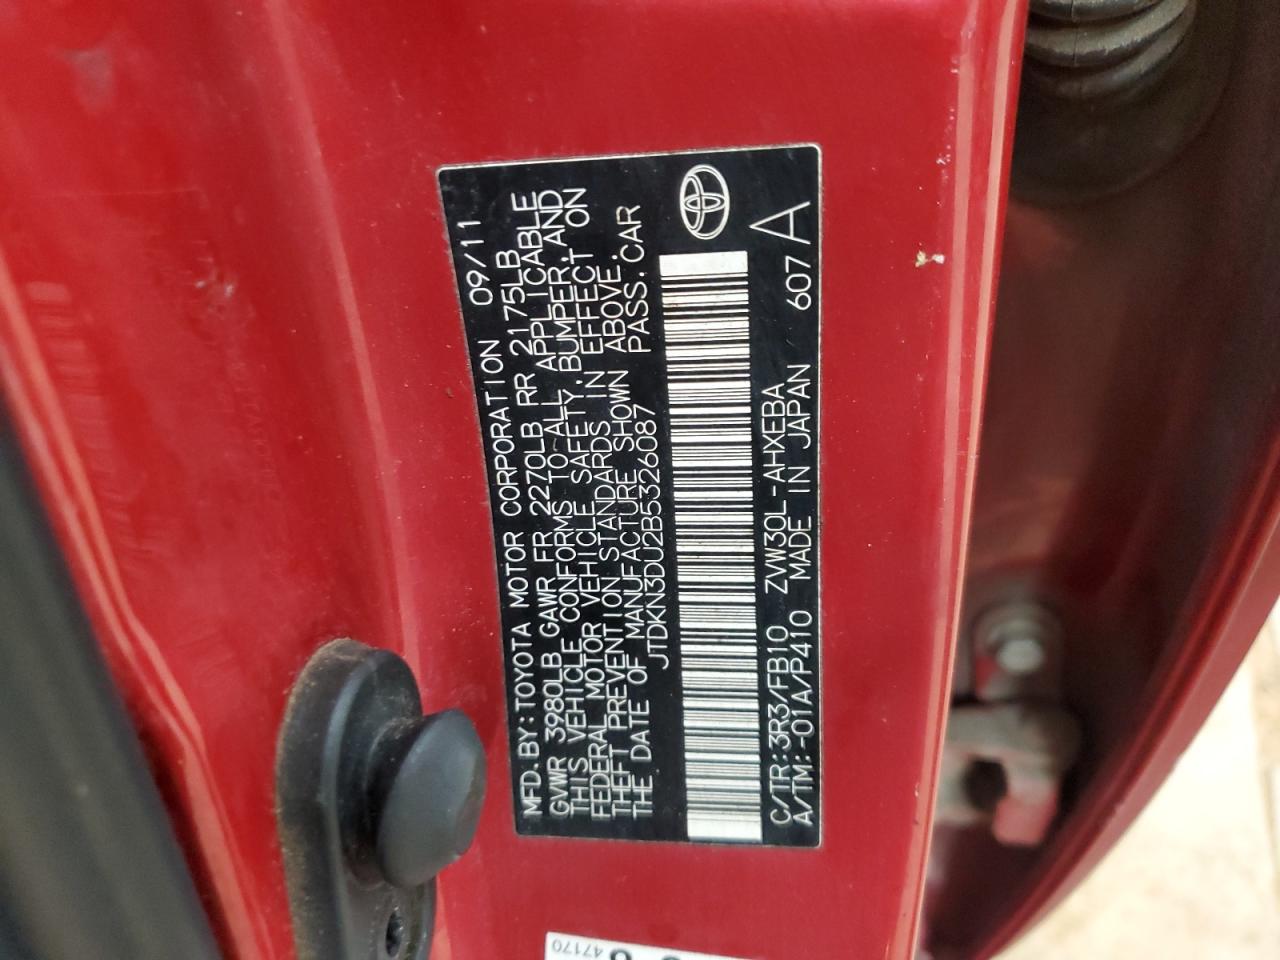 MFD.BY:TOYOTA MOTOR CORPORATION 09/11
GVWR 3980LB GAWR FR 2270LB RR 2175LB
THIS VEHICLE CONFORMS TO ALL APPLICABLE
FEDERAL MOTOR VEHICLE SAFETY,BUMPER,AND
THEFT PREVENTION STANDARDS IN EFFECT ON
THE DATE OF MANUFACTURE SHOWN ABOVE.
JTDKN3DU2B5326087 PASS.CAR
C/TR:3R3/FB10 ZVW30L-AHXEBA 607A
A/TM:-01A/P410 MADE IN JAPAN
47170